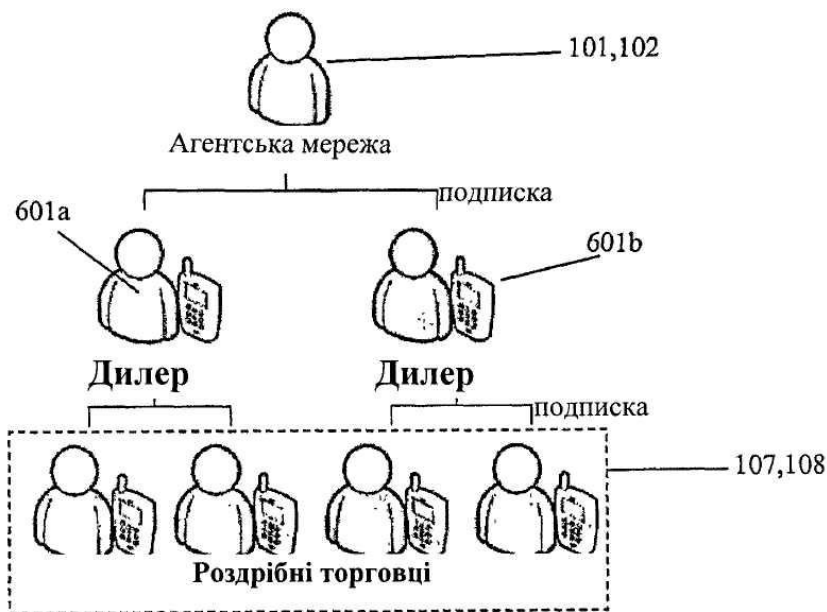 101,102
Агентська мережа
подписка
601a
601b
Дилер Дилер
подписка
107,108
Роздрібні торговці